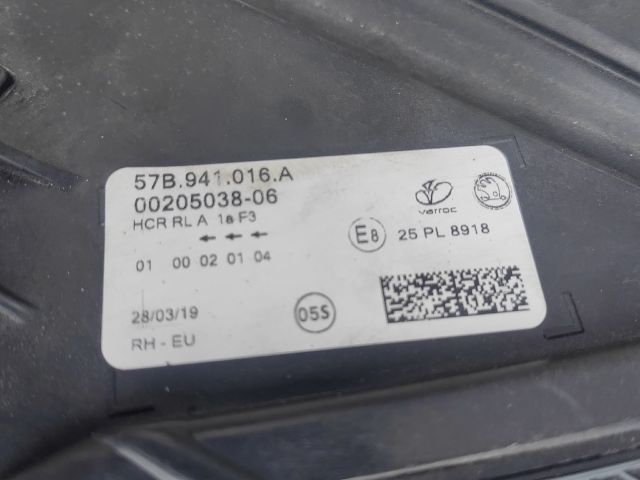 57B.941.016.A
00205038-06
HCR RL A 1a F3
←←←
01 00 02 01 04
28/03/19
RH - EU
05S
varroc
E8 25 PL 8918